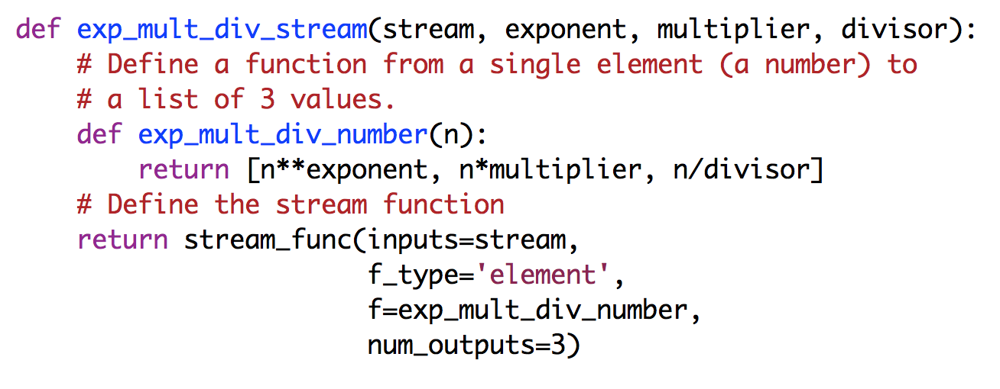 def exp_mult_div_stream(stream, exponent, multiplier, divisor):
    # Define a function from a single element (a number) to
    # a list of 3 values.
    def exp_mult_div_number(n):
        return [n**exponent, n*multiplier, n/divisor]
    # Define the stream function
    return stream_func(inputs=stream,
                       f_type='element',
                       f=exp_mult_div_number,
                       num_outputs=3)